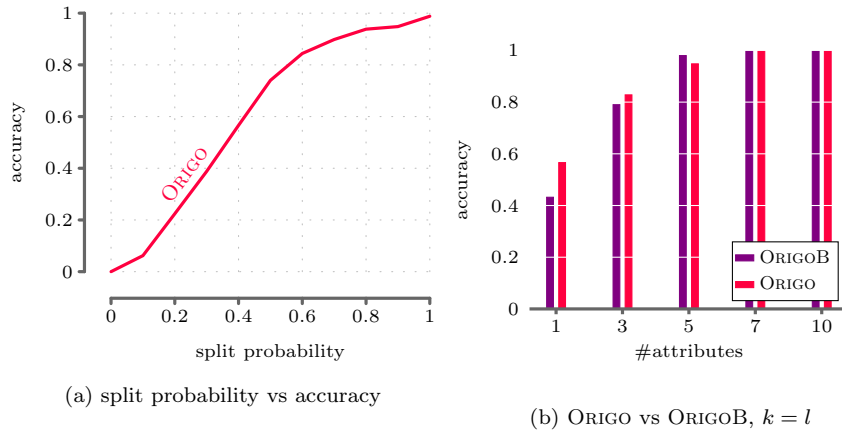 1
0.8
0.6
0.4
0.2
0
accuracy
ORIGO
0
0.2
0.4
0.6
0.8
1
split probability
(a) split probability vs accuracy
1
0.8
0.6
0.4
0.2
0
accuracy
ORIGOB
ORIGO
1
3
5
7
10
#attributes
(b) ORIGO vs ORIGOB, k = l